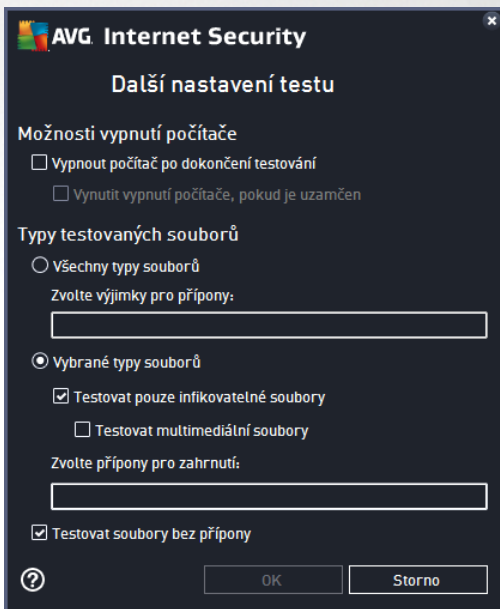 AVG Internet Security
Další nastavení testu
Možnosti vypnutí počítače
Vypnout počítač po dokončení testování
Vynutit vypnutí počítače, pokud je uzamčen
Typy testovaných souborů
Všechny typy souborů
Zvolte výjimky pro přípony:
Vybrané typy souborů
Testovat pouze infikovatelné soubory
Testovat multimediální soubory
Zvolte přípony pro zahrnutí:
Testovat soubory bez přípony
? OK Storno